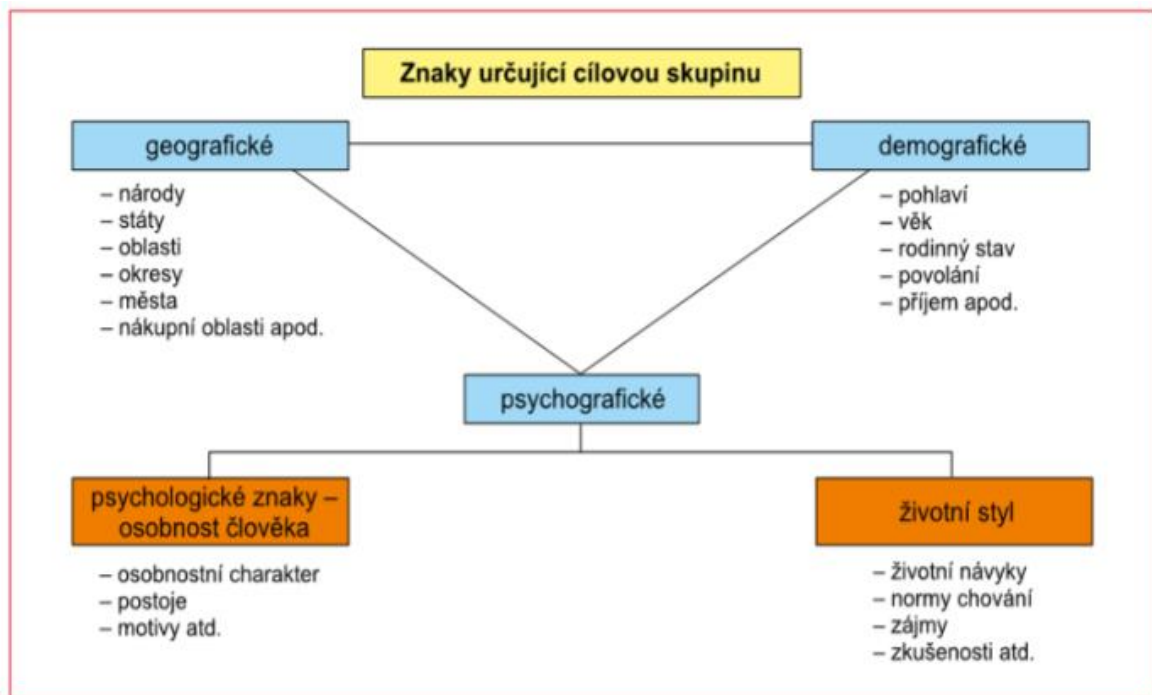 Znaky určující cílovou skupinu
geografické
– národy
– státy
– oblasti
– okresy
– města
– nákupní oblasti apod.
demografické
– pohlaví
– věk
– rodinný stav
– povolání
– příjem apod.
psychografické
psychologické znaky –
osobnost člověka
– osobnostní charakter
– postoje
– motivy atd.
životní styl
– životní návyky
– normy chování
– zájmy
– zkušenosti atd.